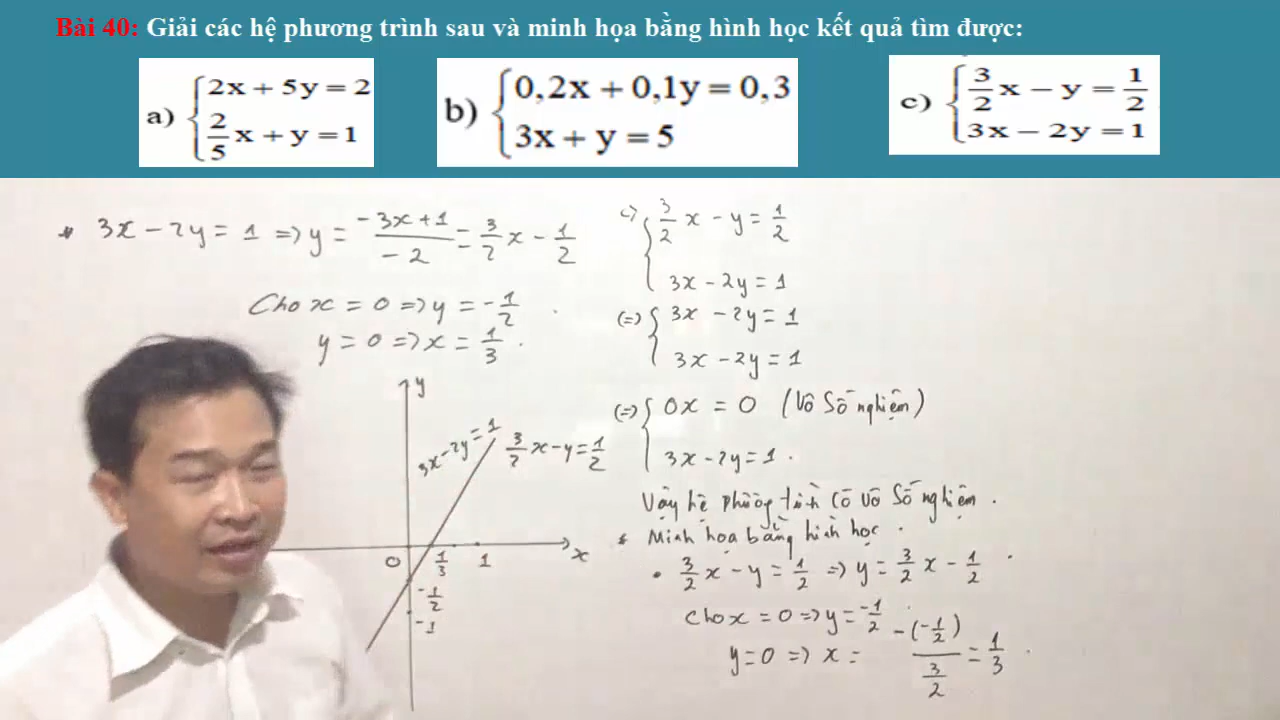 Bài 40: Giải các hệ phương trình sau và minh họa bằng hình học kết quả tìm được:
a) { 2x + 5y = 2
2/5 x + y = 1
b) { 0,2x + 0,1y = 0,3
3x + y = 5
c) { 3/2 x − y = 1/2
3x − 2y = 1
* 3x − 2y = 1 => y = (-3x+1)/(-2) = 3/2 x − 1/2
Cho x = 0 => y = -1/2
y = 0 => x = 1/3 .
y
3x − 2y = 1
3/2 x − y = 1/2
x
0
1/3
1
-1/2
-1
c) { 3/2 x − y = 1/2
3x − 2y = 1
(=) { 3x − 2y = 1
3x − 2y = 1
(=) { 0x = 0 (Vô số nghiệm)
3x − 2y = 1 .
Vậy hệ phương trình có vô số nghiệm .
* Minh họa bằng hình học .
. 3/2 x − y = 1/2 => y = 3/2 x − 1/2
Cho x = 0 => y = -1/2
y = 0 => x = -(-1/2)/(3/2) = 1/3 .